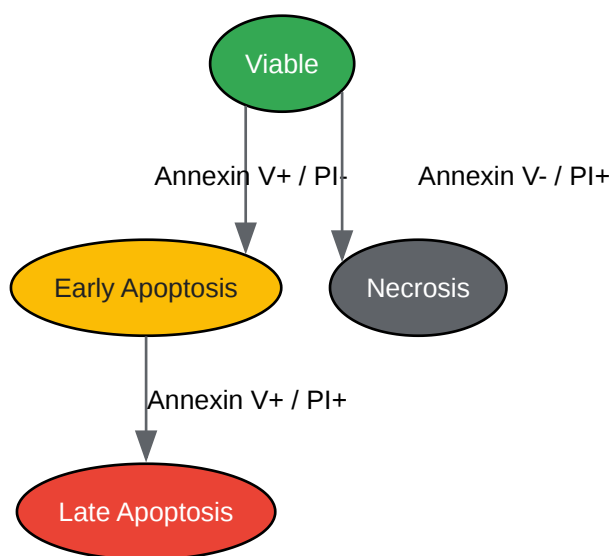 Viable
Annexin V+ / PI-
Annexin V- / PI+
Early Apoptosis
Necrosis
Annexin V+ / PI+
Late Apoptosis